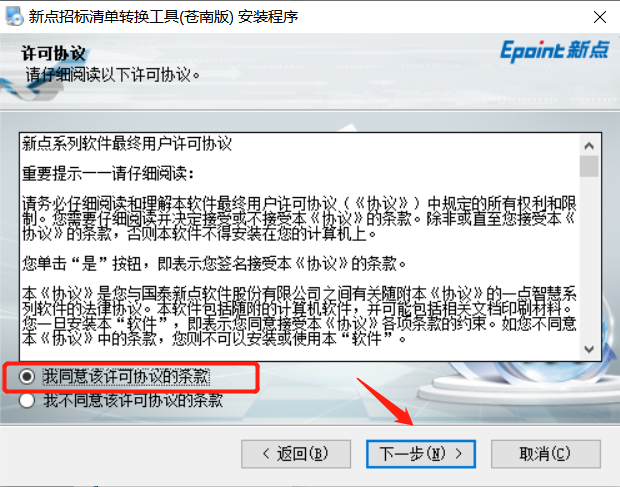 新点招标清单转换工具(苍南版) 安装程序
许可协议
请仔细阅读以下许可协议。
Epoint 新点
新点系列软件最终用户许可协议
重要提示——请仔细阅读：
请务必仔细阅读和理解本软件最终用户许可协议（《协议》）中规定的所有权利和限
制。您需要仔细阅读并决定接受或不接受本《协议》的条款。除非或直至您接受本《
协议》的条款，否则本软件不得安装在您的计算机上。
您单击“是”按钮，即表示您签名接受本《协议》的条款。
本《协议》是您与国泰新点软件股份有限公司之间有关随附本《协议》的一点智慧系
列软件的法律协议。本软件包括随附的计算机软件，并可能包括相关文档印刷材料。
您一旦安装本“软件”，即表示您同意接受本《协议》各项条款的约束。如您不同意
本《协议》中的条款，您则不可以安装或使用本“软件”。
我同意该许可协议的条款
我不同意该许可协议的条款
< 返回(B)
下一步(N) >
取消(C)